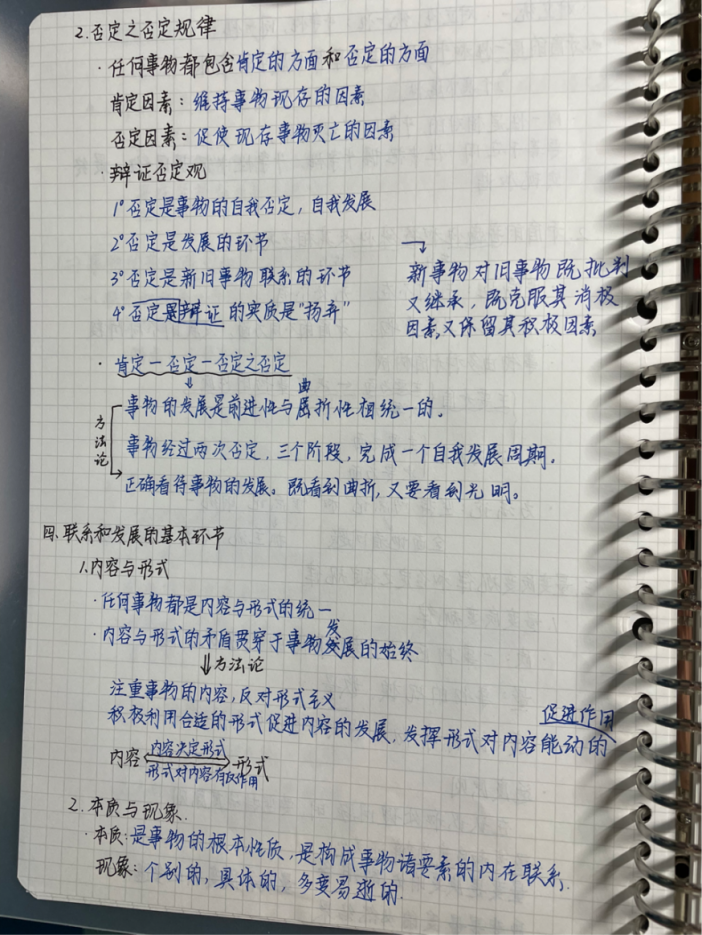 2.否定之否定规律
·任何事物都包含肯定的方面和否定的方面
肯定因素：维持事物现存的因素
否定因素：促使现存事物灭亡的因素
·辩证否定观
1°否定是事物的自我否定，自我发展
2°否定是发展的环节
3°否定是新旧事物联系的环节
4°否定是辩证的实质是"扬弃"
新事物对旧事物既批判
又继承，既克服其消极
因素又保留其积极因素
·肯定—否定—否定之否定
曲
事物的发展是前进性与屈折性相统一的。
方法论
事物经过两次否定，三个阶段，完成一个自我发展周期。
正确看待事物的发展。既看到曲折，又要看到光明。
四.联系和发展的基本环节
1.内容与形式
·任何事物都是内容与形式的统一
发
·内容与形式的矛盾贯穿于事物展的始终
方法论
注重事物的内容，反对形式主义
促进作用
积极利用合适的形式促进内容的发展，发挥形式对内容能动的
内容 内容决定形式 形式
形式对内容有反作用
2.本质与现象.
·本质:是事物的根本性质，是构成事物诸要素的内在联系.
现象:个别的，具体的，多变易逝的.